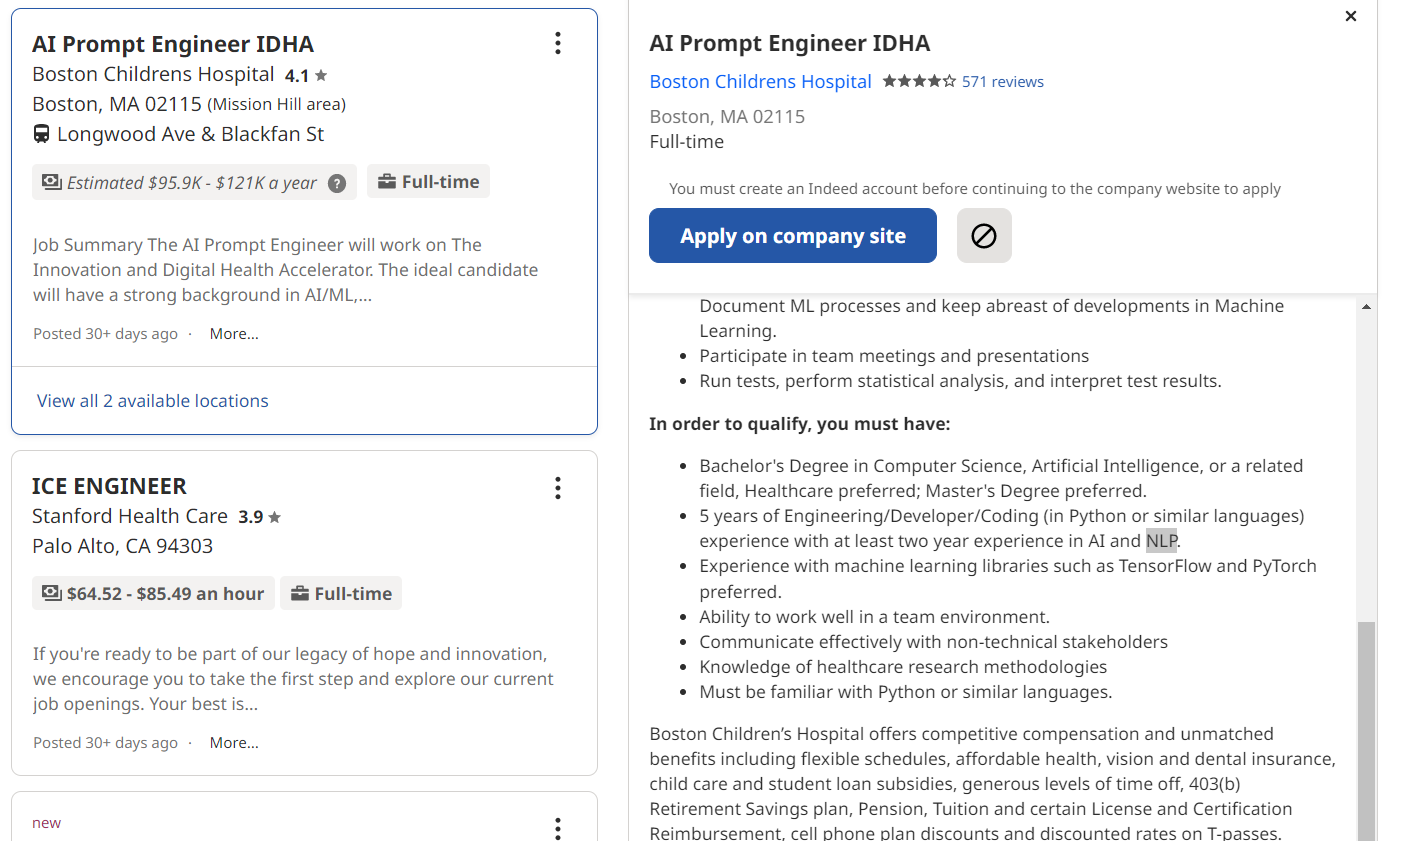 AI Prompt Engineer IDHA
Boston Childrens Hospital 4.1 ★
Boston, MA 02115 (Mission Hill area)
Longwood Ave & Blackfan St
Estimated $95.9K - $121K a year ?
Full-time
Job Summary The AI Prompt Engineer will work on The
Innovation and Digital Health Accelerator. The ideal candidate
will have a strong background in AI/ML,...
Posted 30+ days ago · More...
View all 2 available locations
ICE ENGINEER
Stanford Health Care 3.9 ★
Palo Alto, CA 94303
$64.52 - $85.49 an hour
Full-time
If you're ready to be part of our legacy of hope and innovation,
we encourage you to take the first step and explore our current
job openings. Your best is...
Posted 30+ days ago · More...
new
AI Prompt Engineer IDHA
Boston Childrens Hospital ★★★★☆ 571 reviews
Boston, MA 02115
Full-time
You must create an Indeed account before continuing to the company website to apply
Apply on company site
Document ML processes and keep abreast of developments in Machine
Learning.
• Participate in team meetings and presentations
• Run tests, perform statistical analysis, and interpret test results.
In order to qualify, you must have:
• Bachelor's Degree in Computer Science, Artificial Intelligence, or a related
field, Healthcare preferred; Master's Degree preferred.
• 5 years of Engineering/Developer/Coding (in Python or similar languages)
experience with at least two year experience in AI and NLP.
• Experience with machine learning libraries such as TensorFlow and PyTorch
preferred.
• Ability to work well in a team environment.
• Communicate effectively with non-technical stakeholders
• Knowledge of healthcare research methodologies
• Must be familiar with Python or similar languages.
Boston Children’s Hospital offers competitive compensation and unmatched
benefits including flexible schedules, affordable health, vision and dental insurance,
child care and student loan subsidies, generous levels of time off, 403(b)
Retirement Savings plan, Pension, Tuition and certain License and Certification
Reimbursement, cell phone plan discounts and discounted rates on T-passes.